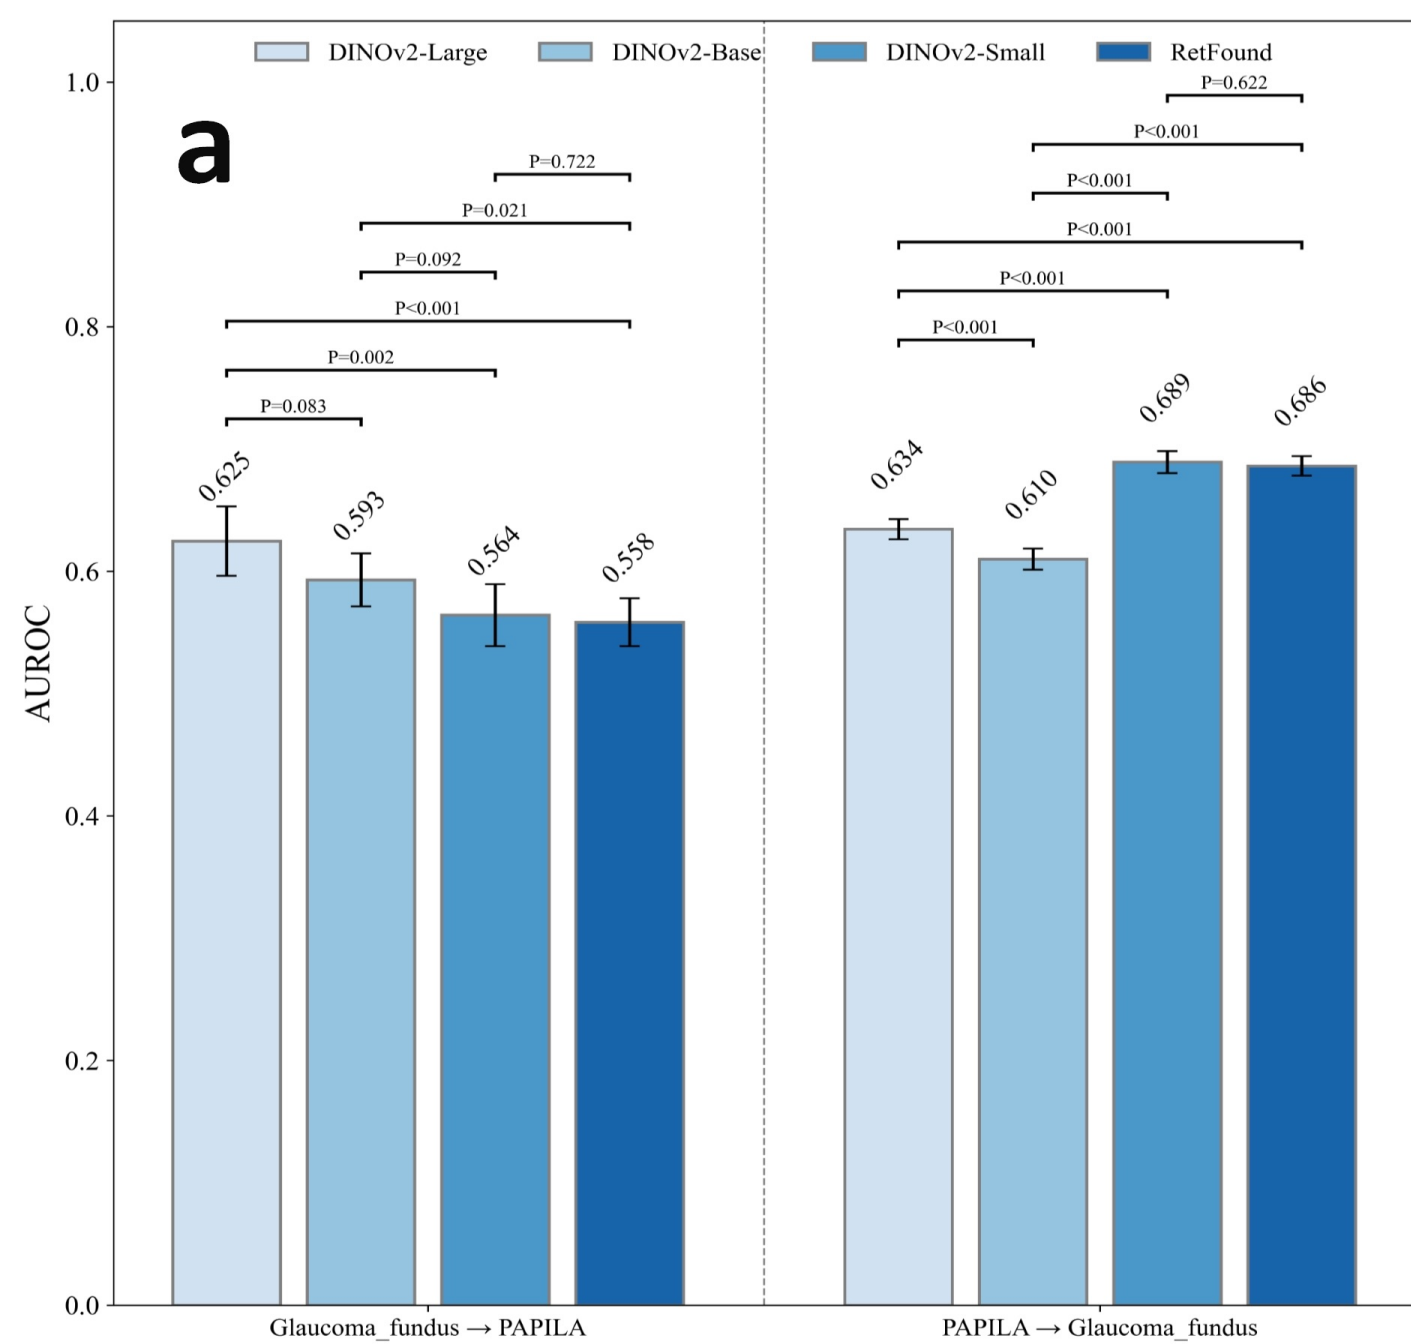 DINOv2-Large DINOv2-Base DINOv2-Small RetFound
a
AUROC
1.0
0.8
0.6
0.4
0.2
0.0
P=0.722
P=0.021
P=0.092
P<0.001
P=0.002
P=0.083
0.625
0.593
0.564
0.558
Glaucoma_fundus → PAPILA
P=0.622
P<0.001
P<0.001
P<0.001
P<0.001
P<0.001
0.634
0.610
0.689
0.686
PAPILA → Glaucoma_fundus